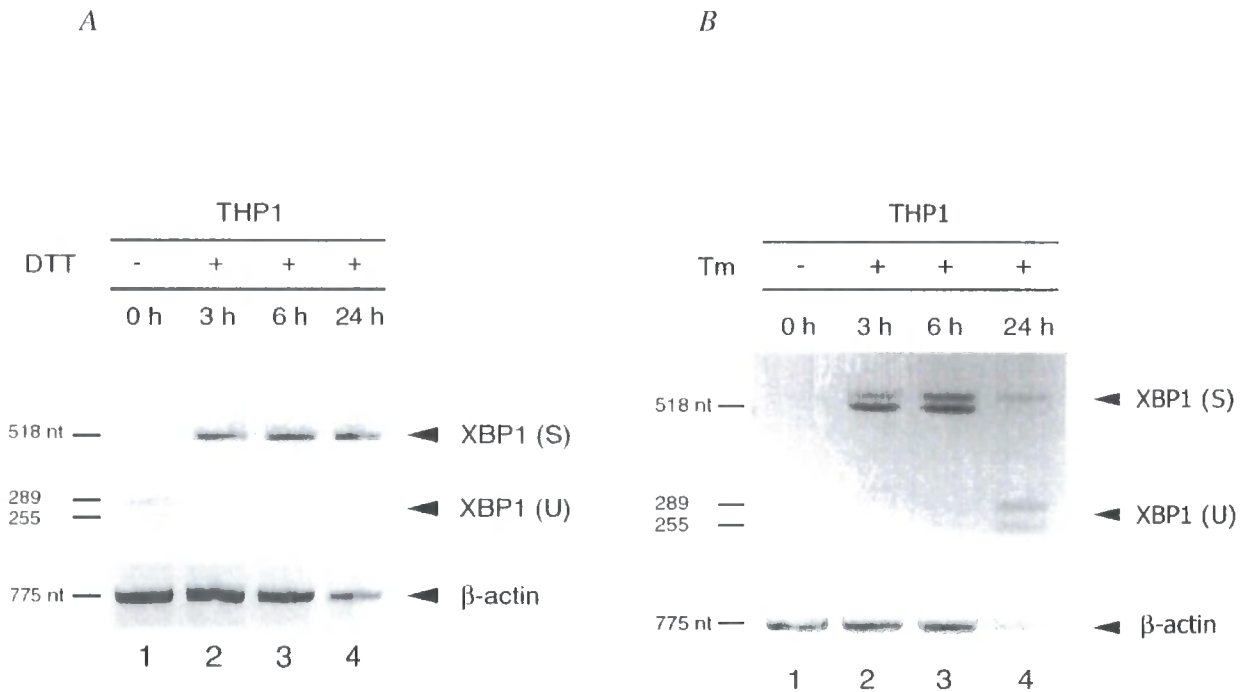 A
THP1
DTT - + + +
0 h 3 h 6 h 24 h
518 nt
XBP1 (S)
289
255
XBP1 (U)
775 nt
β-actin
1 2 3 4
B
THP1
Tm - + + +
0 h 3 h 6 h 24 h
518 nt
XBP1 (S)
289
255
XBP1 (U)
775 nt
β-actin
1 2 3 4